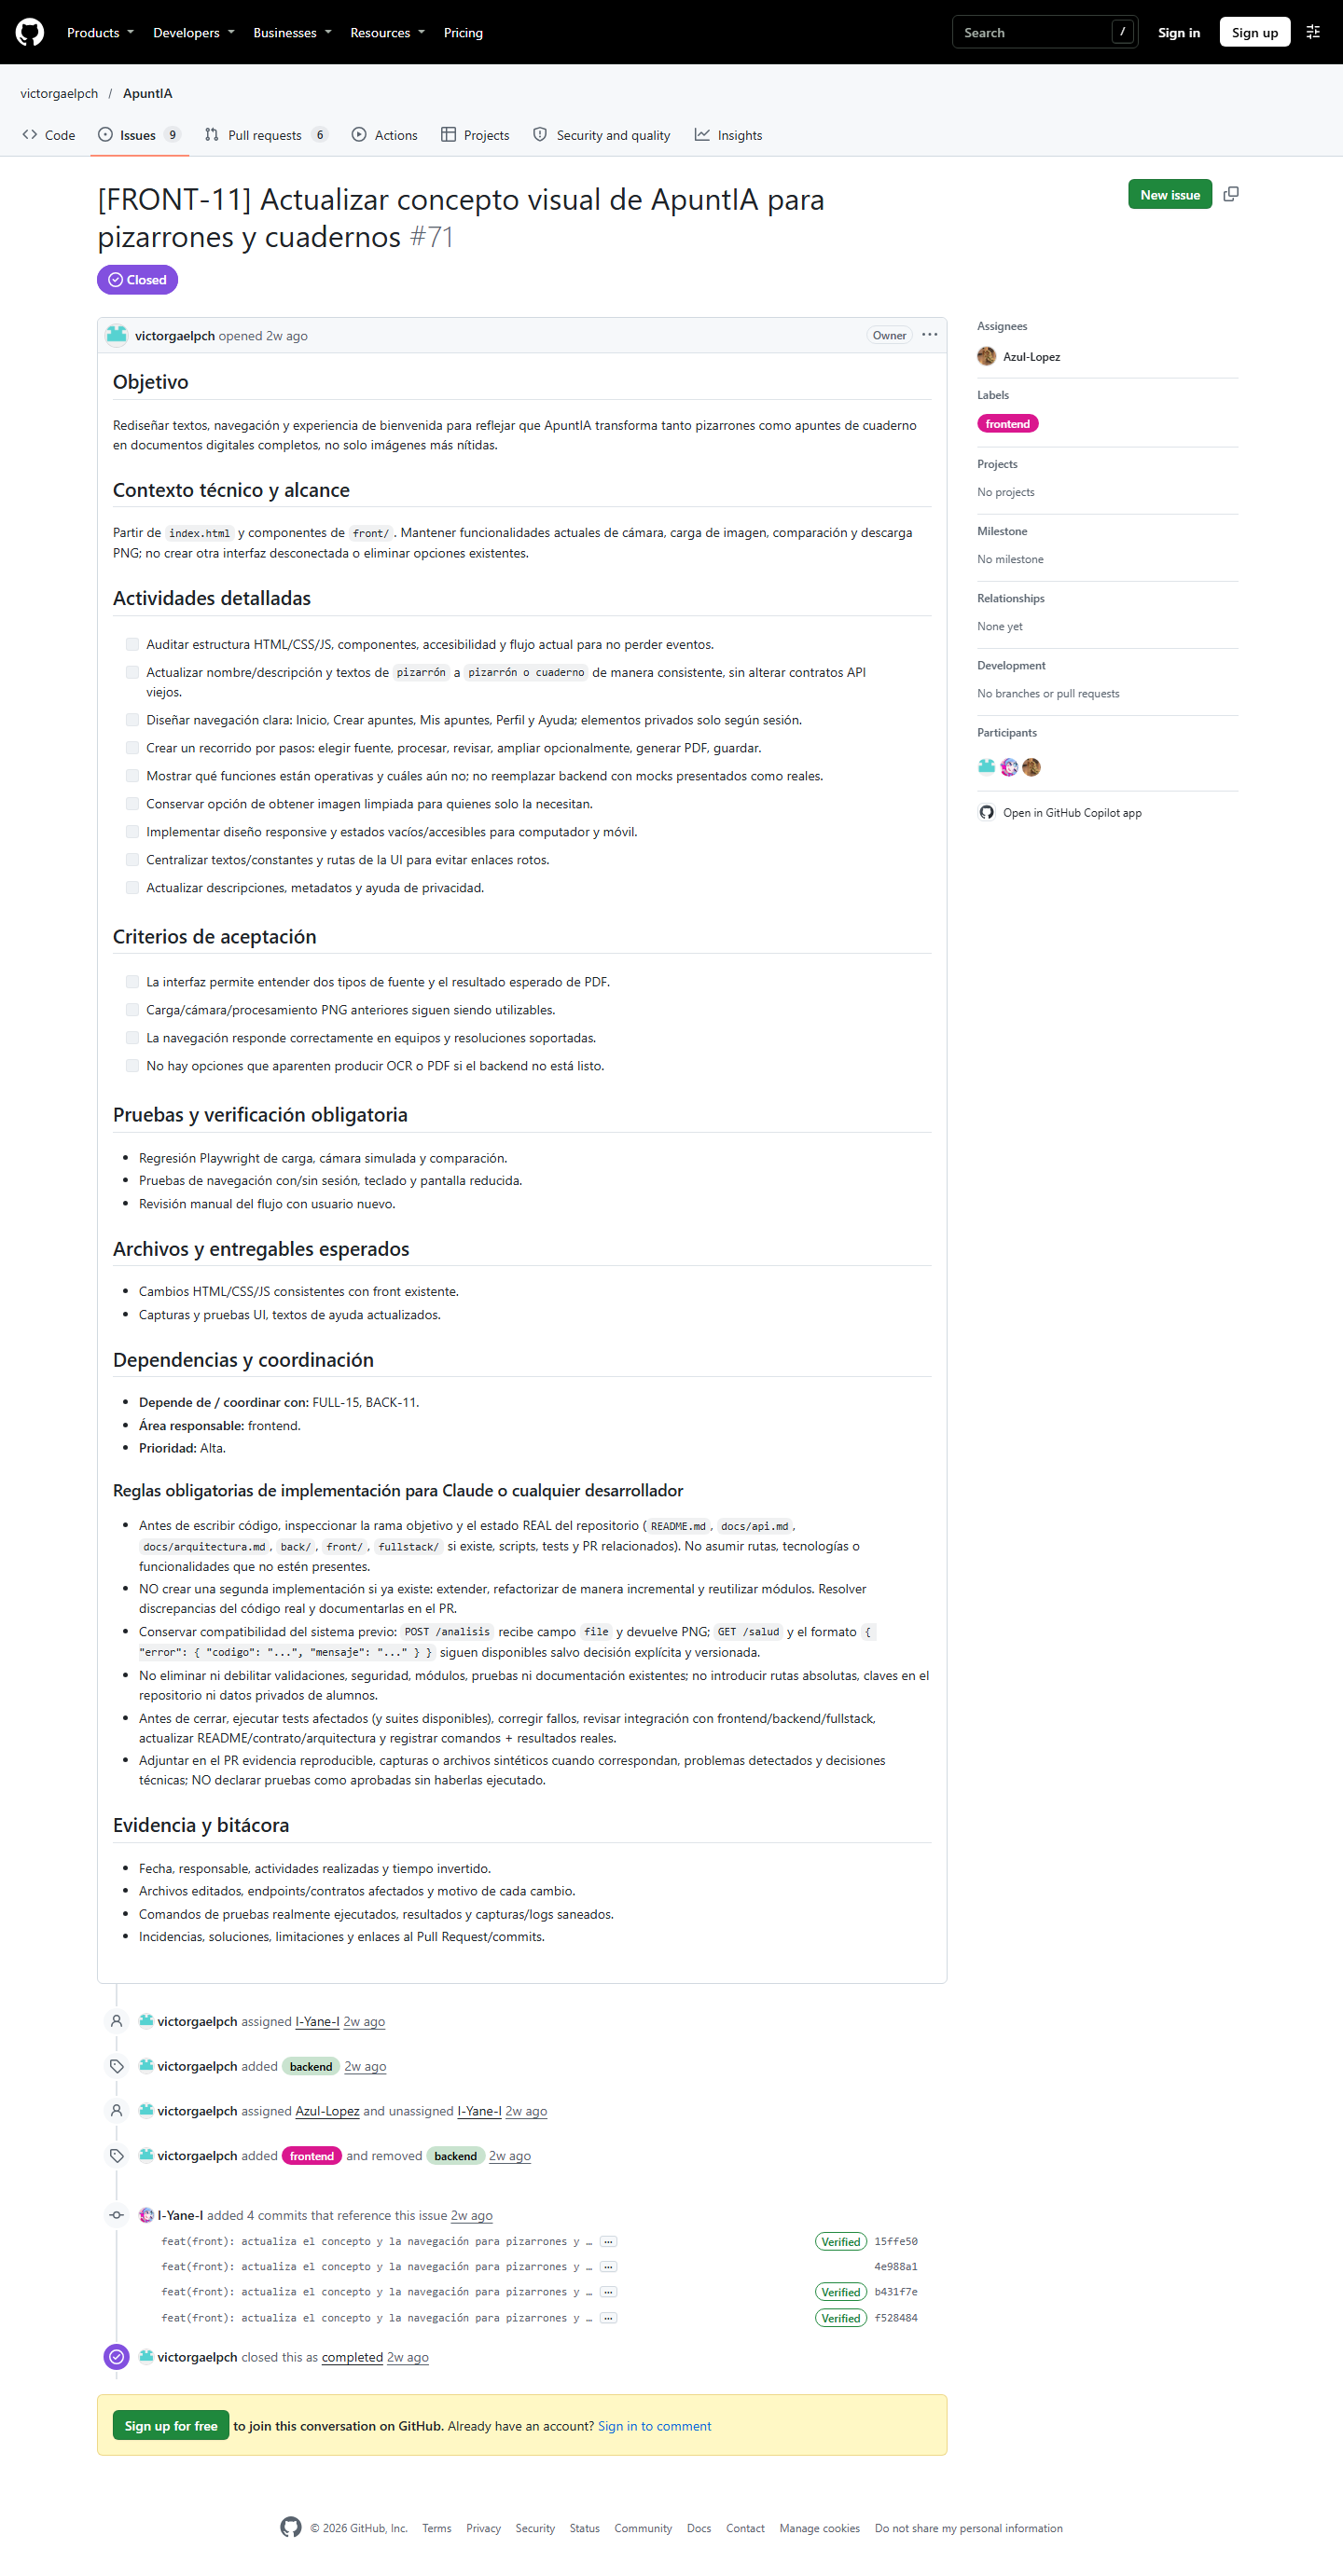 Products
Developers
Businesses
Resources
Pricing
Search
/
Sign in
Sign up
victorgaelpch / ApuntIA
Code
Issues 9
Pull requests 6
Actions
Projects
Security and quality
Insights
[FRONT-11] Actualizar concepto visual de ApuntIA para
pizarrones y cuadernos #71
New issue
Closed
victorgaelpch opened 2w ago
Owner
Objetivo
Rediseñar textos, navegación y experiencia de bienvenida para reflejar que ApuntIA transforma tanto pizarrones como apuntes de cuaderno
en documentos digitales completos, no solo imágenes más nítidas.
Contexto técnico y alcance
Partir de index.html y componentes de front/. Mantener funcionalidades actuales de cámara, carga de imagen, comparación y descarga
PNG; no crear otra interfaz desconectada o eliminar opciones existentes.
Actividades detalladas
Auditar estructura HTML/CSS/JS, componentes, accesibilidad y flujo actual para no perder eventos.
Actualizar nombre/descripción y textos de pizarrón a pizarrón o cuaderno de manera consistente, sin alterar contratos API
viejos.
Diseñar navegación clara: Inicio, Crear apuntes, Mis apuntes, Perfil y Ayuda; elementos privados solo según sesión.
Crear un recorrido por pasos: elegir fuente, procesar, revisar, ampliar opcionalmente, generar PDF, guardar.
Mostrar qué funciones están operativas y cuáles aún no; no reemplazar backend con mocks presentados como reales.
Conservar opción de obtener imagen limpiada para quienes solo la necesitan.
Implementar diseño responsive y estados vacíos/accesibles para computador y móvil.
Centralizar textos/constantes y rutas de la UI para evitar enlaces rotos.
Actualizar descripciones, metadatos y ayuda de privacidad.
Criterios de aceptación
La interfaz permite entender dos tipos de fuente y el resultado esperado de PDF.
Carga/cámara/procesamiento PNG anteriores siguen siendo utilizables.
La navegación responde correctamente en equipos y resoluciones soportadas.
No hay opciones que aparenten producir OCR o PDF si el backend no está listo.
Pruebas y verificación obligatoria
• Regresión Playwright de carga, cámara simulada y comparación.
• Pruebas de navegación con/sin sesión, teclado y pantalla reducida.
• Revisión manual del flujo con usuario nuevo.
Archivos y entregables esperados
• Cambios HTML/CSS/JS consistentes con front existente.
• Capturas y pruebas UI, textos de ayuda actualizados.
Dependencias y coordinación
• Depende de / coordinar con: FULL-15, BACK-11.
• Área responsable: frontend.
• Prioridad: Alta.
Reglas obligatorias de implementación para Claude o cualquier desarrollador
• Antes de escribir código, inspeccionar la rama objetivo y el estado REAL del repositorio ( README.md, docs/api.md,
docs/arquitectura.md, back/, front/, fullstack/ si existe, scripts, tests y PR relacionados). No asumir rutas, tecnologías o
funcionalidades que no estén presentes.
• NO crear una segunda implementación si ya existe: extender, refactorizar de manera incremental y reutilizar módulos. Resolver
discrepancias del código real y documentarlas en el PR.
• Conservar compatibilidad del sistema previo: POST /analisis recibe campo file y devuelve PNG; GET /salud y el formato {
"error": { "codigo": "...", "mensaje": "..." } } siguen disponibles salvo decisión explícita y versionada.
• No eliminar ni debilitar validaciones, seguridad, módulos, pruebas ni documentación existentes; no introducir rutas absolutas, claves en el
repositorio ni datos privados de alumnos.
• Antes de cerrar, ejecutar tests afectados (y suites disponibles), corregir fallos, revisar integración con frontend/backend/fullstack,
actualizar README/contrato/arquitectura y registrar comandos + resultados reales.
• Adjuntar en el PR evidencia reproducible, capturas o archivos sintéticos cuando correspondan, problemas detectados y decisiones
técnicas; NO declarar pruebas como aprobadas sin haberlas ejecutado.
Evidencia y bitácora
• Fecha, responsable, actividades realizadas y tiempo invertido.
• Archivos editados, endpoints/contratos afectados y motivo de cada cambio.
• Comandos de pruebas realmente ejecutados, resultados y capturas/logs saneados.
• Incidencias, soluciones, limitaciones y enlaces al Pull Request/commits.
victorgaelpch assigned I-Yane-I 2w ago
victorgaelpch added backend 2w ago
victorgaelpch assigned Azul-Lopez and unassigned I-Yane-I 2w ago
victorgaelpch added frontend and removed backend 2w ago
I-Yane-I added 4 commits that reference this issue 2w ago
feat(front): actualiza el concepto y la navegación para pizarrones y … ... Verified 15ffe50
feat(front): actualiza el concepto y la navegación para pizarrones y … ... 4e988a1
feat(front): actualiza el concepto y la navegación para pizarrones y … ... Verified b431f7e
feat(front): actualiza el concepto y la navegación para pizarrones y … ... Verified f528484
victorgaelpch closed this as completed 2w ago
Sign up for free to join this conversation on GitHub. Already have an account? Sign in to comment
Assignees
Azul-Lopez
Labels
frontend
Projects
No projects
Milestone
No milestone
Relationships
None yet
Development
No branches or pull requests
Participants
Open in GitHub Copilot app
© 2026 GitHub, Inc.
Terms
Privacy
Security
Status
Community
Docs
Contact
Manage cookies
Do not share my personal information